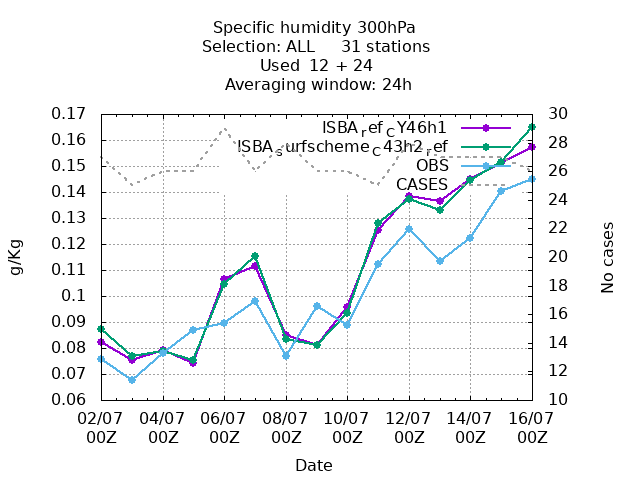 Specific humidity 300hPa
Selection: ALL 31 stations
Used 12 + 24
Averaging window: 24h
ISBA_ref_CY46h1
ISBA_surfscheme_C43h2_ref
OBS
CASES
0.17
0.16
0.15
0.14
0.13
0.12
0.11
0.1
0.09
0.08
0.07
0.06
30
28
26
24
22
20
18
16
14
12
10
g/Kg
No cases
02/07 04/07 06/07 08/07 10/07 12/07 14/07 16/07
00Z 00Z 00Z 00Z 00Z 00Z 00Z 00Z
Date